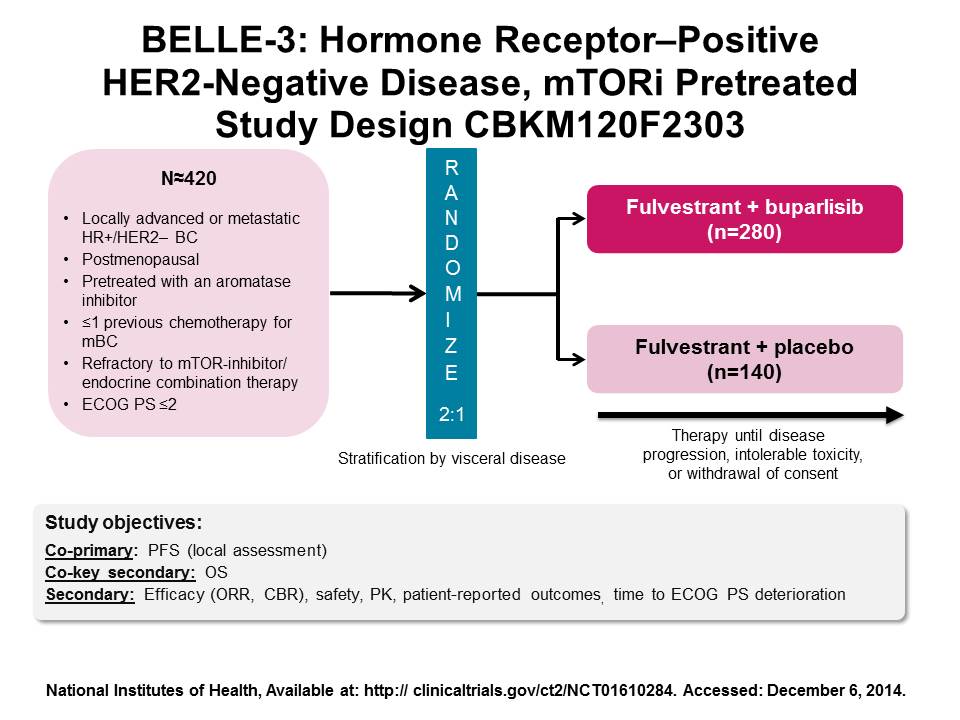 BELLE-3: Hormone Receptor–Positive
HER2-Negative Disease, mTORi Pretreated
Study Design CBKM120F2303
N≈420
• Locally advanced or metastatic
HR+/HER2– BC
• Postmenopausal
• Pretreated with an aromatase
inhibitor
• ≤1 previous chemotherapy for
mBC
• Refractory to mTOR-inhibitor/
endocrine combination therapy
• ECOG PS ≤2
R
A
N
D
O
M
I
Z
E
2:1
Stratification by visceral disease
Fulvestrant + buparlisib
(n=280)
Fulvestrant + placebo
(n=140)
Therapy until disease
progression, intolerable toxicity,
or withdrawal of consent
Study objectives:
Co-primary: PFS (local assessment)
Co-key secondary: OS
Secondary: Efficacy (ORR, CBR), safety, PK, patient-reported outcomes, time to ECOG PS deterioration
National Institutes of Health, Available at: http:// clinicaltrials.gov/ct2/NCT01610284. Accessed: December 6, 2014.